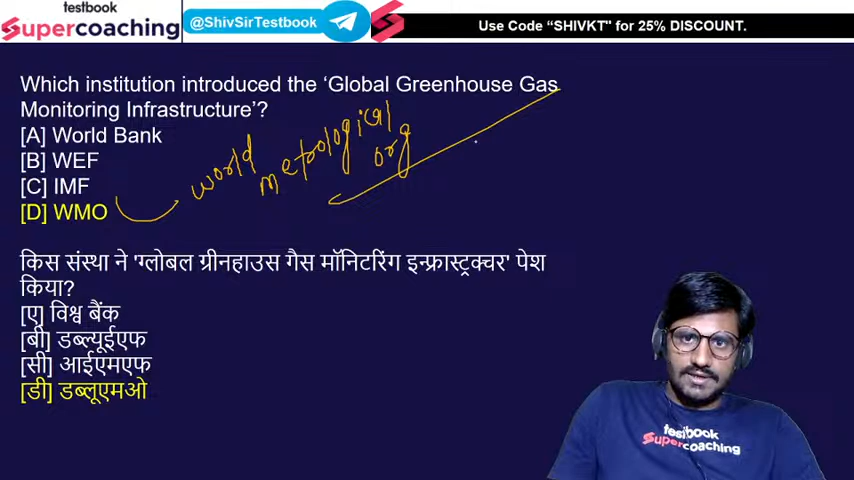 testbook
Supercoaching
@ShivSirTestbook
Use Code “SHIVKT" for 25% DISCOUNT.
Which institution introduced the ‘Global Greenhouse Gas
Monitoring Infrastructure’?
[A] World Bank
[B] WEF
[C] IMF
[D] WMO
world
metrological
org
किस संस्था ने 'ग्लोबल ग्रीनहाउस गैस मॉनिटरिंग इन्फ्रास्ट्रक्चर' पेश
किया?
[ए] विश्व बैंक
[बी] डब्ल्यूईएफ
[सी] आईएमएफ
[डी] डब्लूएमओ
testbook
Supercoaching